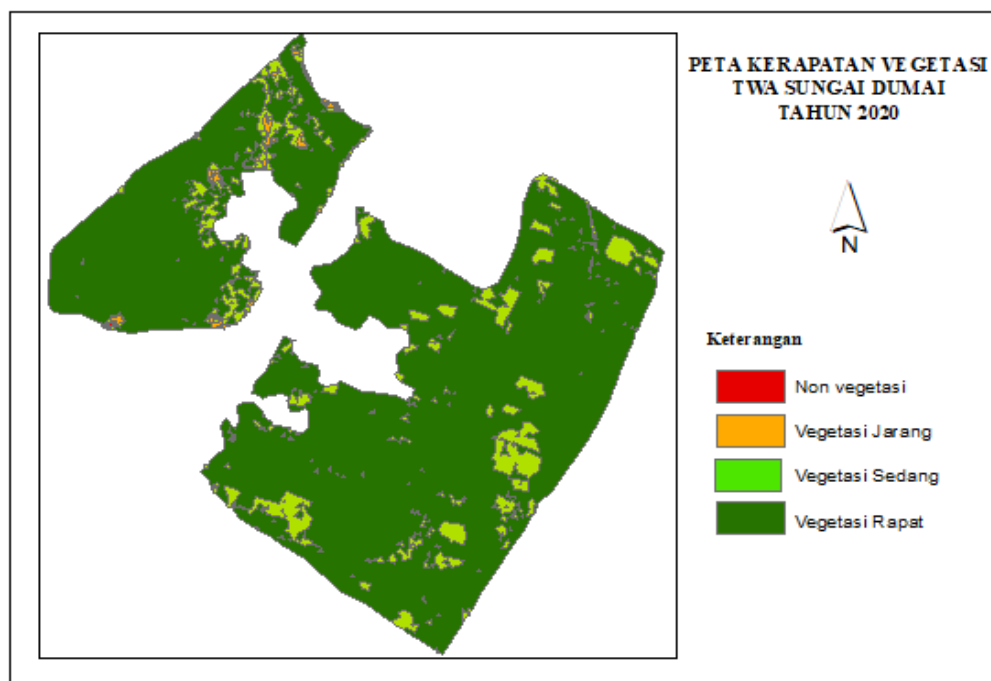 PETA KERAPATAN VEGETASI
TWA SUNGAI DUMAI
TAHUN 2020
N
Keterangan
Non vegetasi
Vegetasi Jarang
Vegetasi Sedang
Vegetasi Rapat